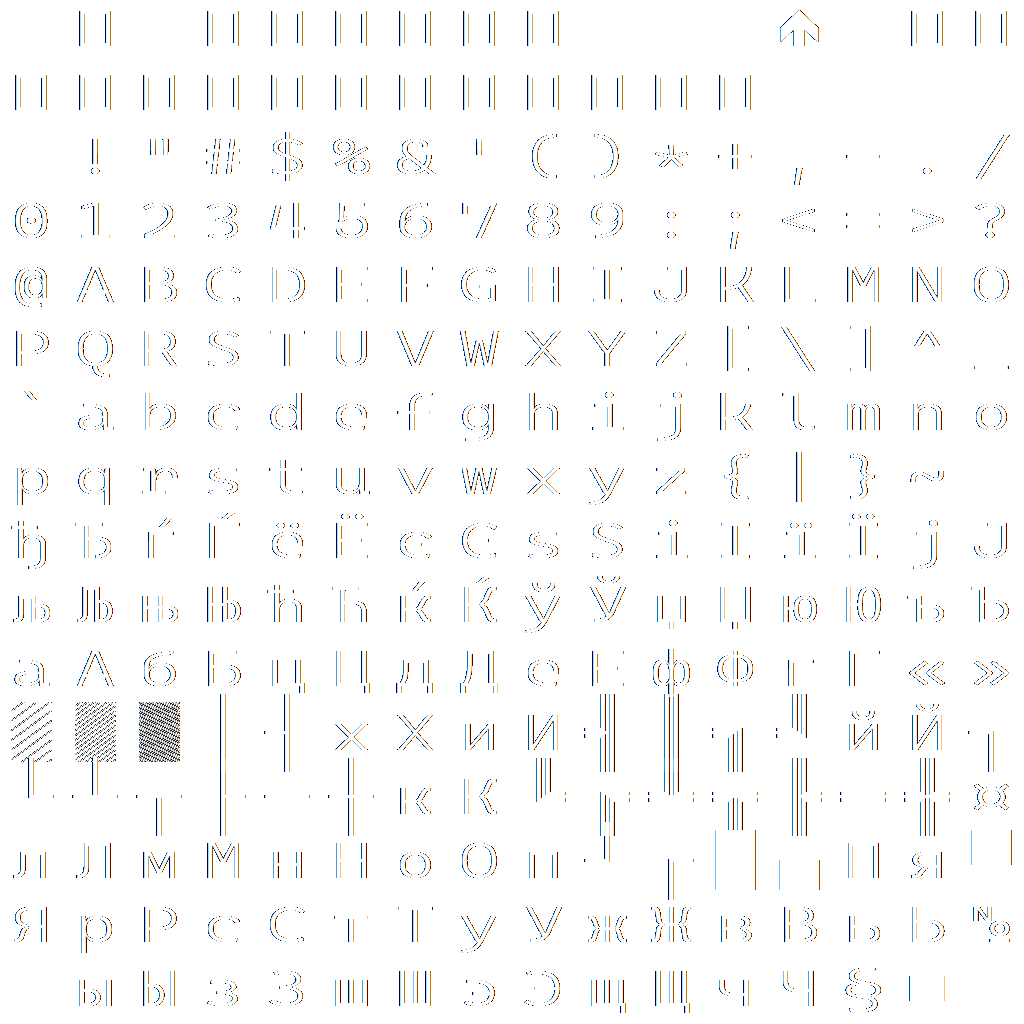 ! " # $ % & ' ( ) * + , - . /
0 1 2 3 4 5 6 7 8 9 : ; < = > ?
@ A B C D E F G H I J K L M N O
P Q R S T U V W X Y Z [ \ ] ^ _
` a b c d e f g h i j k l m n o
p q r s t u v w x y z { | } ~
ђ Ђ ѓ Ѓ ё Ё є Є ѕ Ѕ і І ї Ї ј Ј
љ Љ њ Њ ћ Ћ ќ Ќ ў Ў џ Џ ю Ю ъ Ъ
а А б Б ц Ц д Д е Е ф Ф г Г « »
░ ▒ ▓ │ ┤ х Х и И ╣ ║ ╗ ╝ й Й ┐
└ ┴ ┬ ├ ─ ┼ к К ╚ ╔ ╩ ╦ ╠ ═ ╬ ¤
л Л м М н Н о О п ┘ ┌ █ ▄ П я ▀
Я р Р с С т Т у У ж Ж в В ь Ь №
ы Ы з З ш Ш э Э щ Щ ч Ч § ■